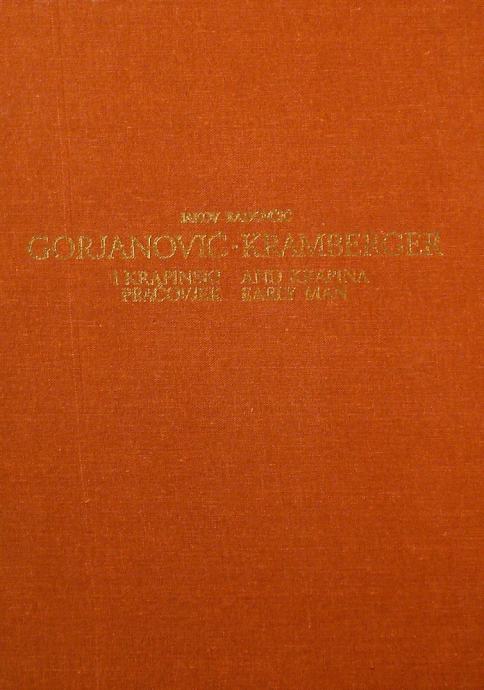 JAKOV RADOVČIĆ
GORJANOVIĆ-KRAMBERGER
I KRAPINSKI AND KRAPINA
PRAČOVJEK EARLY MAN